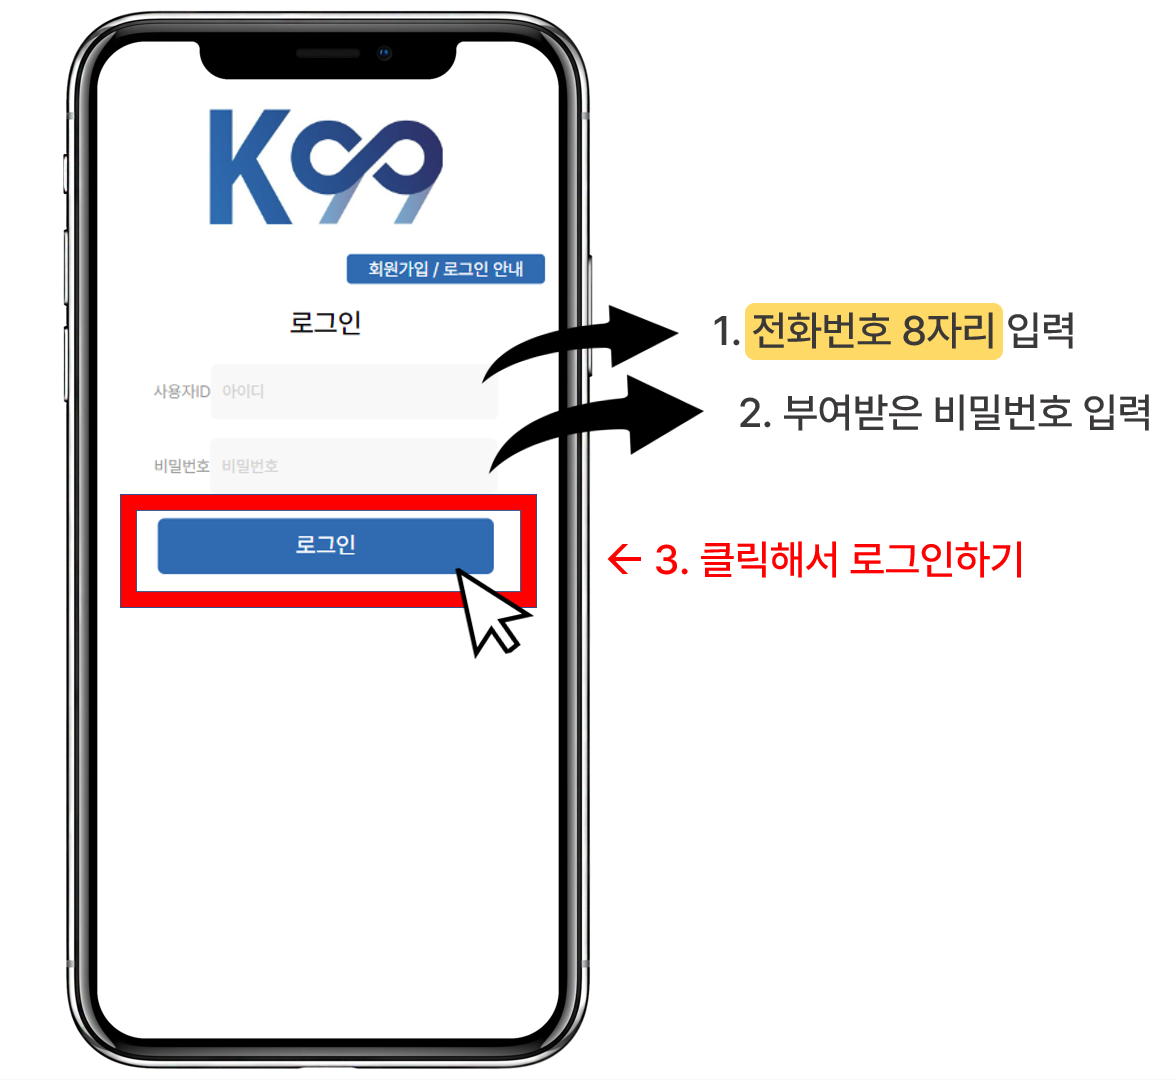 K99
회원가입 / 로그인 안내
로그인
1. 전화번호 8자리 입력
사용자ID 아이디
2. 부여받은 비밀번호 입력
비밀번호 비밀번호
로그인
← 3. 클릭해서 로그인하기